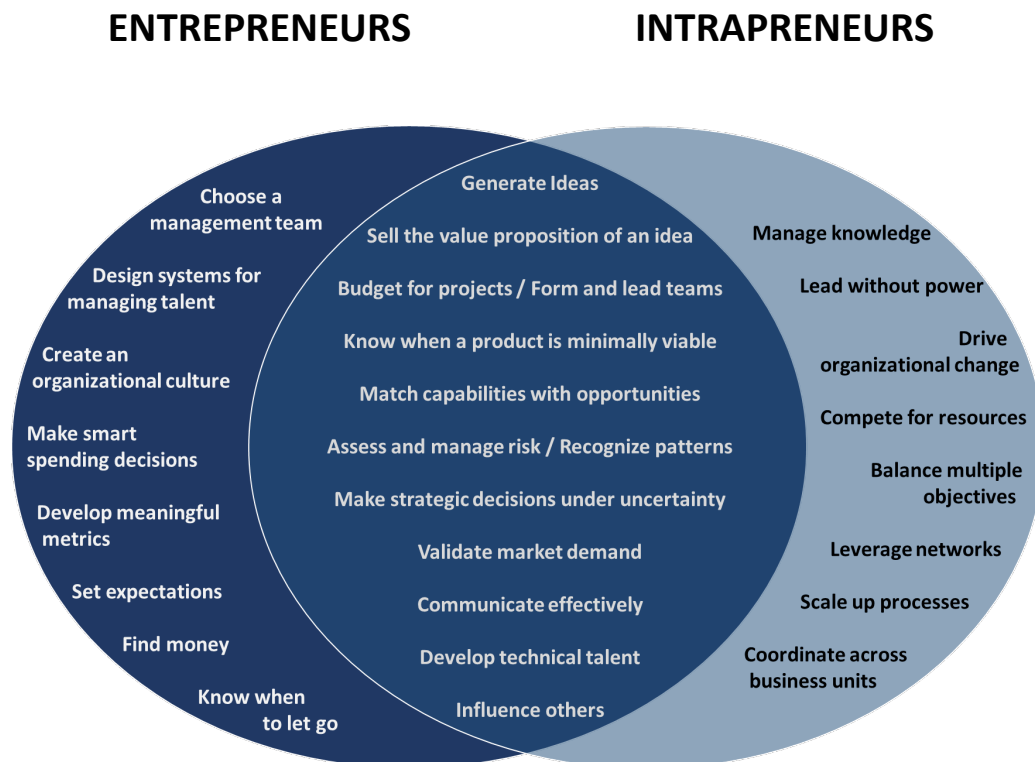 ENTREPRENEURS
INTRAPRENEURS
Choose a
management team
Design systems for
managing talent
Create an
organizational culture
Make smart
spending decisions
Develop meaningful
metrics
Set expectations
Find money
Know when
to let go
Generate Ideas
Sell the value proposition of an idea
Budget for projects / Form and lead teams
Know when a product is minimally viable
Match capabilities with opportunities
Assess and manage risk / Recognize patterns
Make strategic decisions under uncertainty
Validate market demand
Communicate effectively
Develop technical talent
Influence others
Manage knowledge
Lead without power
Drive
organizational change
Compete for resources
Balance multiple
objectives
Leverage networks
Scale up processes
Coordinate across
business units